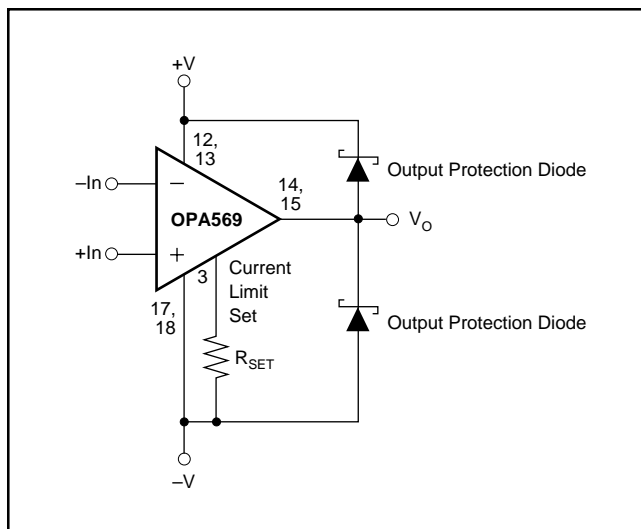 +V
12,
13
Output Protection Diode
–In
−
14,
15
OPA569
V_O
+In
+
3
Current
Limit
Set
17,
18
Output Protection Diode
R_SET
–V